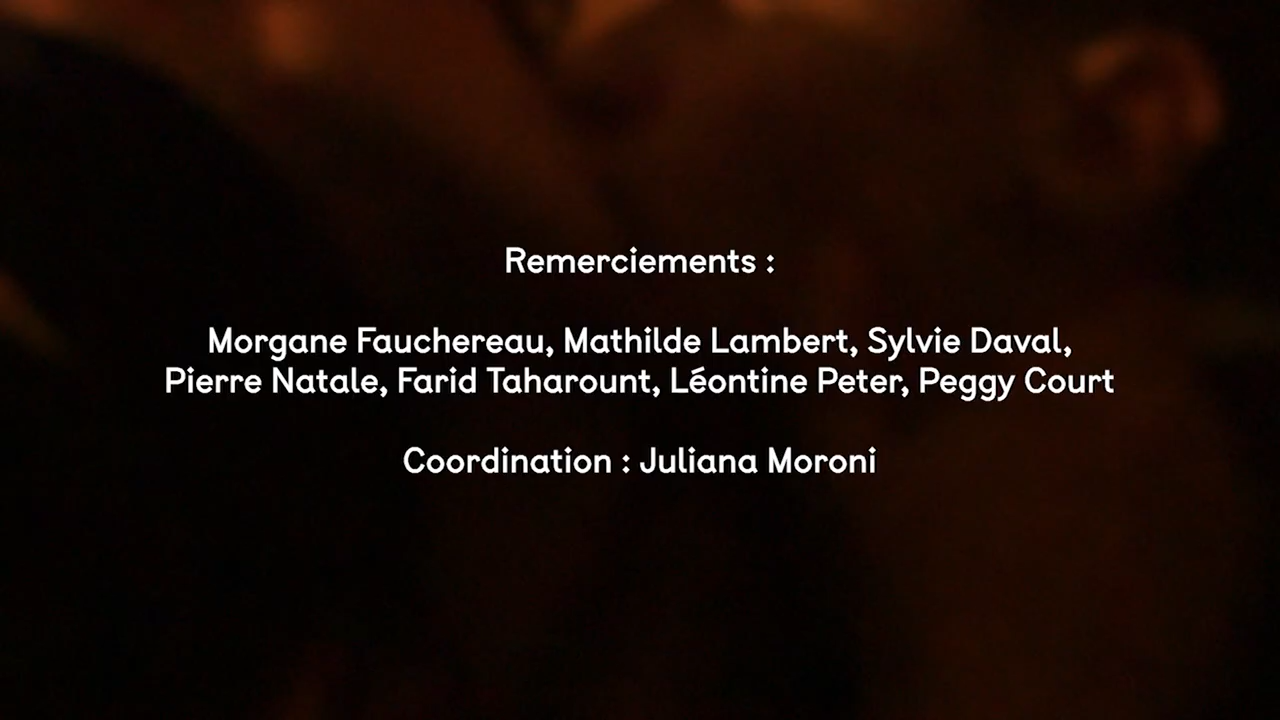 Remerciements :
Morgane Fauchereau, Mathilde Lambert, Sylvie Daval,
Pierre Natale, Farid Taharount, Léontine Peter, Peggy Court
Coordination : Juliana Moroni